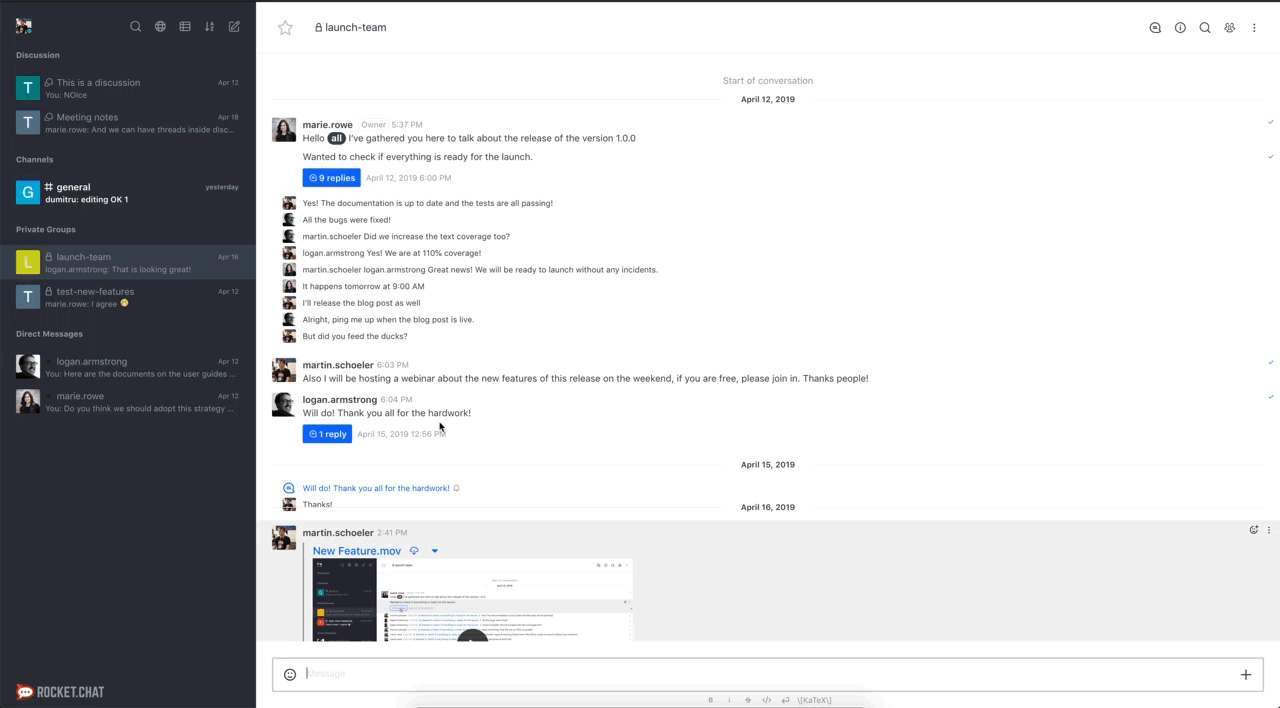 launch-team
Discussion
T
This is a discussion
Apr 12
You: NOice
T
Meeting notes
Apr 18
marie.rowe: And we can have threads inside disc...
Channels
G
general
yesterday
dumitru: editing OK 1
Private Groups
L
launch-team
Apr 16
logan.armstrong: That is looking great!
T
test-new-features
Apr 12
marie.rowe: I agree
Direct Messages
logan.armstrong
Apr 12
You: Here are the documents on the user guides ...
marie.rowe
Apr 12
You: Do you think we should adopt this strategy ...
ROCKET.CHAT
Start of conversation
April 12, 2019
marie.rowe Owner 5:37 PM
Hello all I've gathered you here to talk about the release of the version 1.0.0
Wanted to check if everything is ready for the launch.
9 replies April 12, 2019 6:00 PM
Yes! The documentation is up to date and the tests are all passing!
All the bugs were fixed!
martin.schoeler Did we increase the text coverage too?
logan.armstrong Yes! We are at 110% coverage!
martin.schoeler logan.armstrong Great news! We will be ready to launch without any incidents.
It happens tomorrow at 9:00 AM
I'll release the blog post as well
Alright, ping me up when the blog post is live.
But did you feed the ducks?
martin.schoeler 6:03 PM
Also I will be hosting a webinar about the new features of this release on the weekend, if you are free, please join in. Thanks people!
logan.armstrong 6:04 PM
Will do! Thank you all for the hardwork!
1 reply April 15, 2019 12:56 PM
April 15, 2019
Will do! Thank you all for the hardwork!
Thanks!
April 16, 2019
martin.schoeler 2:41 PM
New Feature.mov
Message
B i S </> \[KaTeX\]